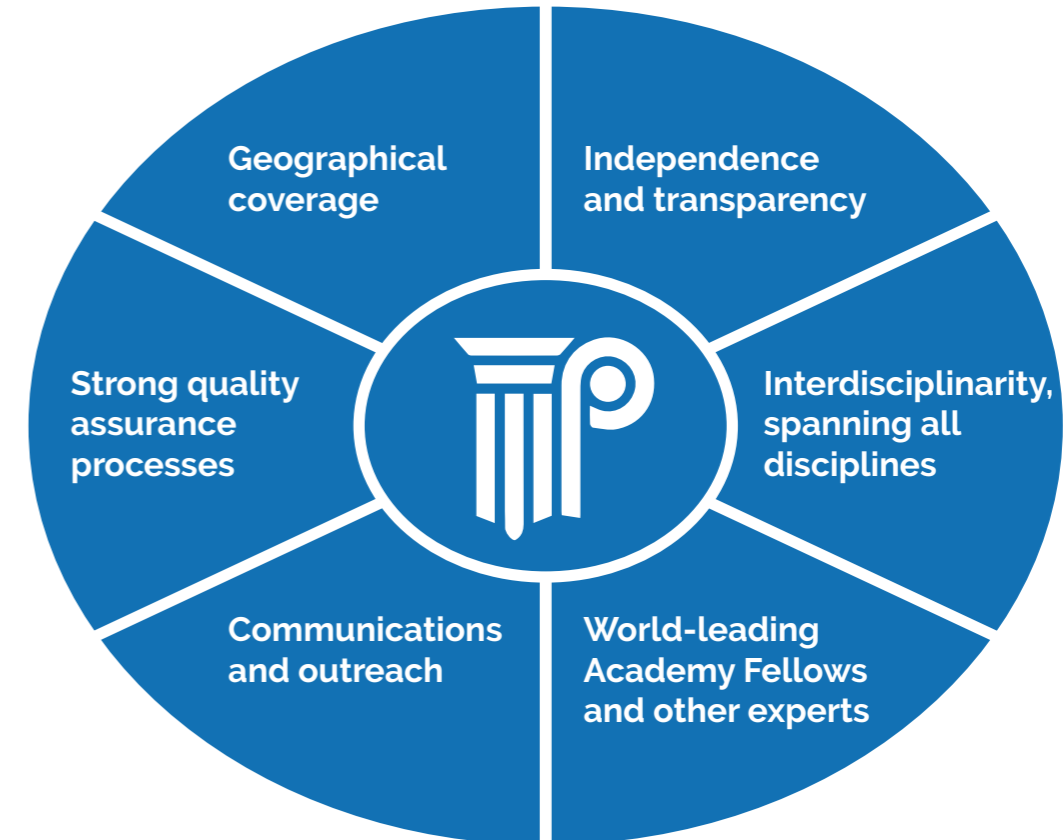 Geographical
coverage
Independence
and transparency
Strong quality
assurance
processes
Interdisciplinarity,
spanning all
disciplines
Communications
and outreach
World-leading
Academy Fellows
and other experts